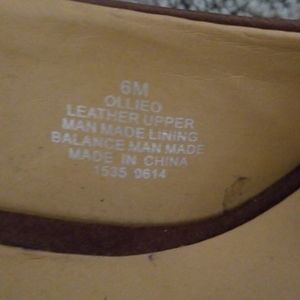 6M
OLLIEO
LEATHER UPPER
MAN MADE LINING
BALANCE MAN MADE
MADE IN CHINA
1535 0614